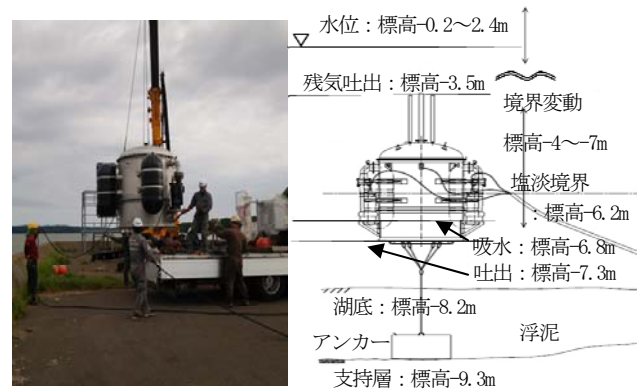 水位：標高-0.2～2.4m
残気吐出：標高-3.5m
境界変動
標高-4～-7m
塩淡境界
：標高-6.2m
吸水：標高-6.8m
吐出：標高-7.3m
湖底：標高-8.2m
アンカー
浮泥
支持層：標高-9.3m